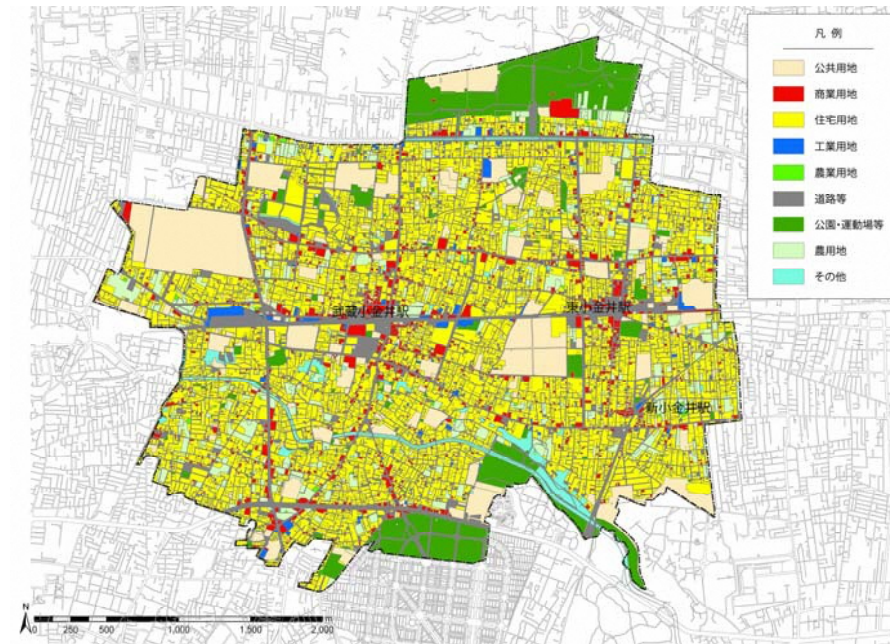 凡 例
公共用地
商業用地
住宅用地
工業用地
農業用地
道路等
公園・運動場等
農用地
その他
武蔵小金井駅
東小金井駅
新小金井駅
N
0 250 500 1,000 1,500 2,000 m